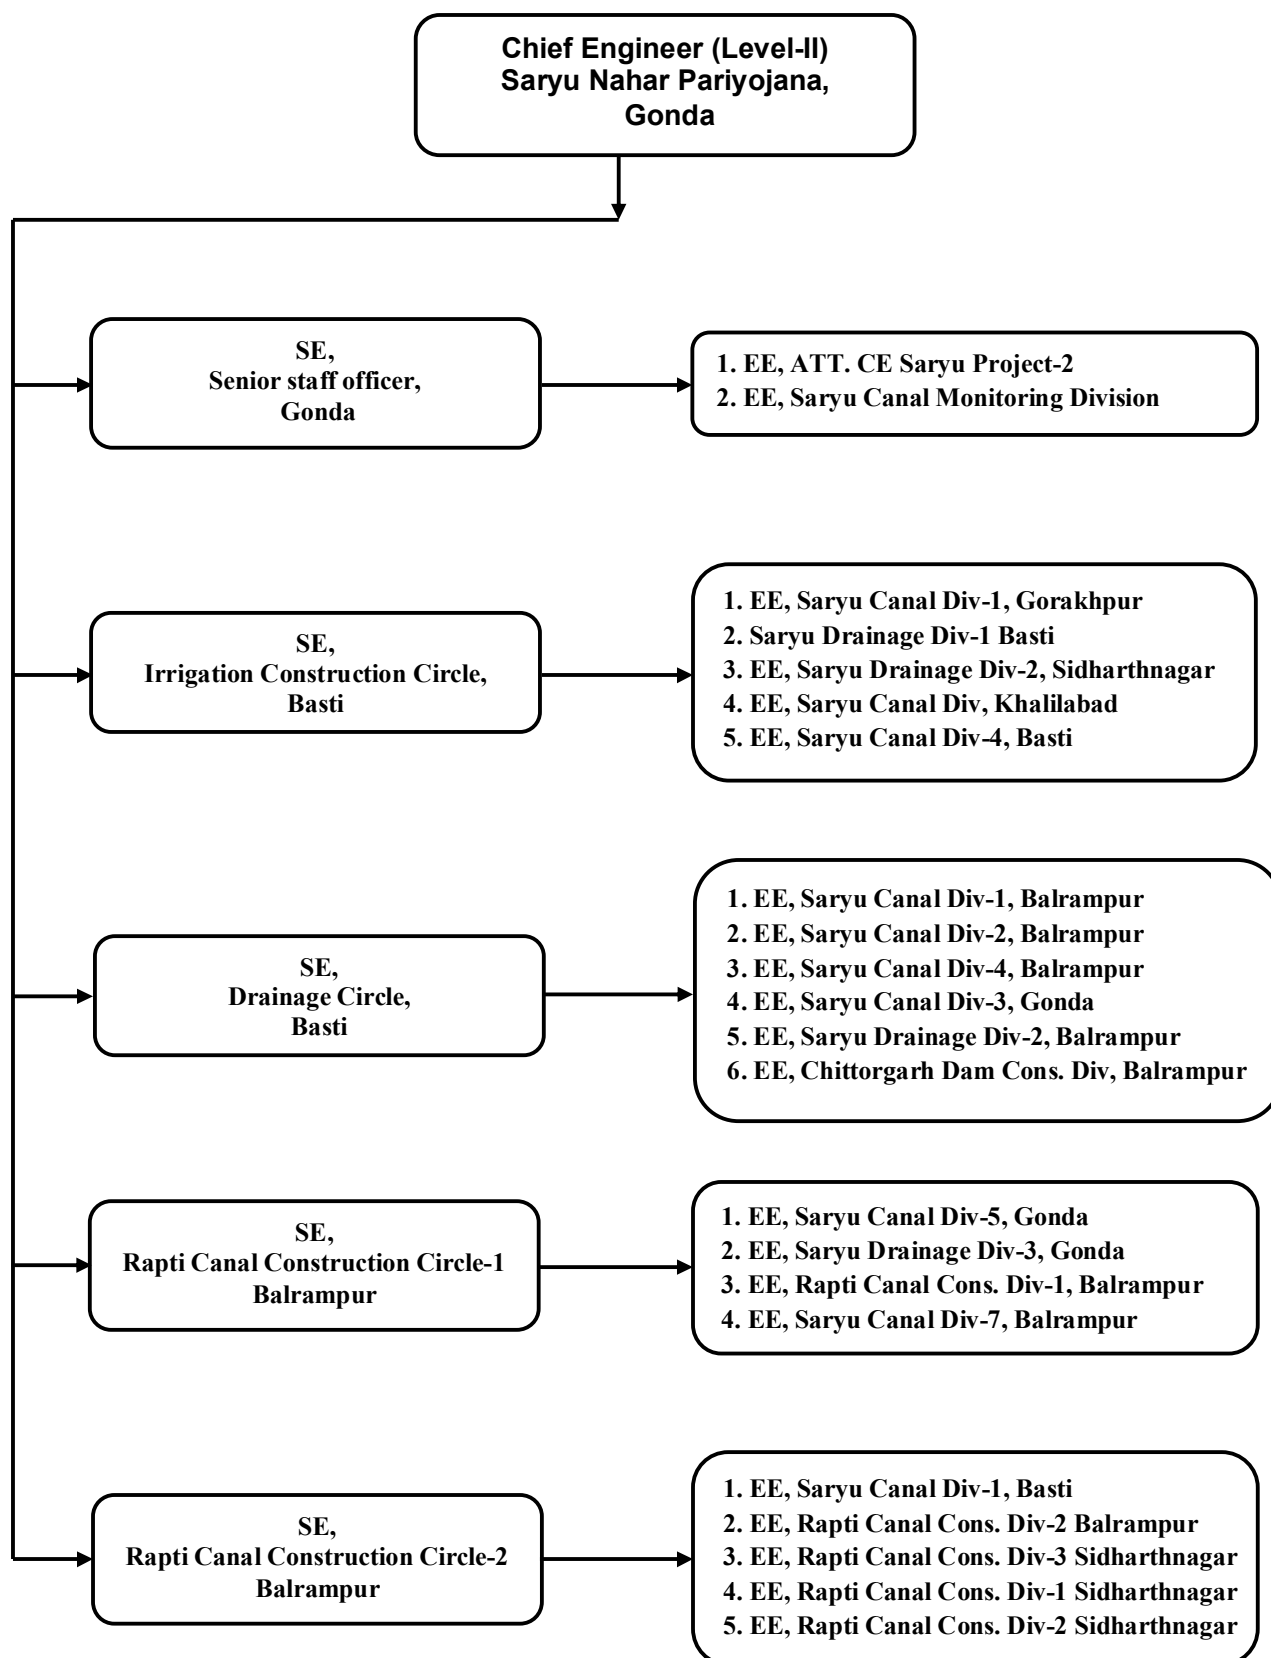 Chief Engineer (Level-II)
Saryu Nahar Pariyojana,
Gonda
SE,
Senior staff officer,
Gonda
1. EE, ATT. CE Saryu Project-2
2. EE, Saryu Canal Monitoring Division
SE,
Irrigation Construction Circle,
Basti
1. EE, Saryu Canal Div-1, Gorakhpur
2. Saryu Drainage Div-1 Basti
3. EE, Saryu Drainage Div-2, Sidharthnagar
4. EE, Saryu Canal Div, Khalilabad
5. EE, Saryu Canal Div-4, Basti
SE,
Drainage Circle,
Basti
1. EE, Saryu Canal Div-1, Balrampur
2. EE, Saryu Canal Div-2, Balrampur
3. EE, Saryu Canal Div-4, Balrampur
4. EE, Saryu Canal Div-3, Gonda
5. EE, Saryu Drainage Div-2, Balrampur
6. EE, Chittorgarh Dam Cons. Div, Balrampur
SE,
Rapti Canal Construction Circle-1
Balrampur
1. EE, Saryu Canal Div-5, Gonda
2. EE, Saryu Drainage Div-3, Gonda
3. EE, Rapti Canal Cons. Div-1, Balrampur
4. EE, Saryu Canal Div-7, Balrampur
SE,
Rapti Canal Construction Circle-2
Balrampur
1. EE, Saryu Canal Div-1, Basti
2. EE, Rapti Canal Cons. Div-2 Balrampur
3. EE, Rapti Canal Cons. Div-3 Sidharthnagar
4. EE, Rapti Canal Cons. Div-1 Sidharthnagar
5. EE, Rapti Canal Cons. Div-2 Sidharthnagar